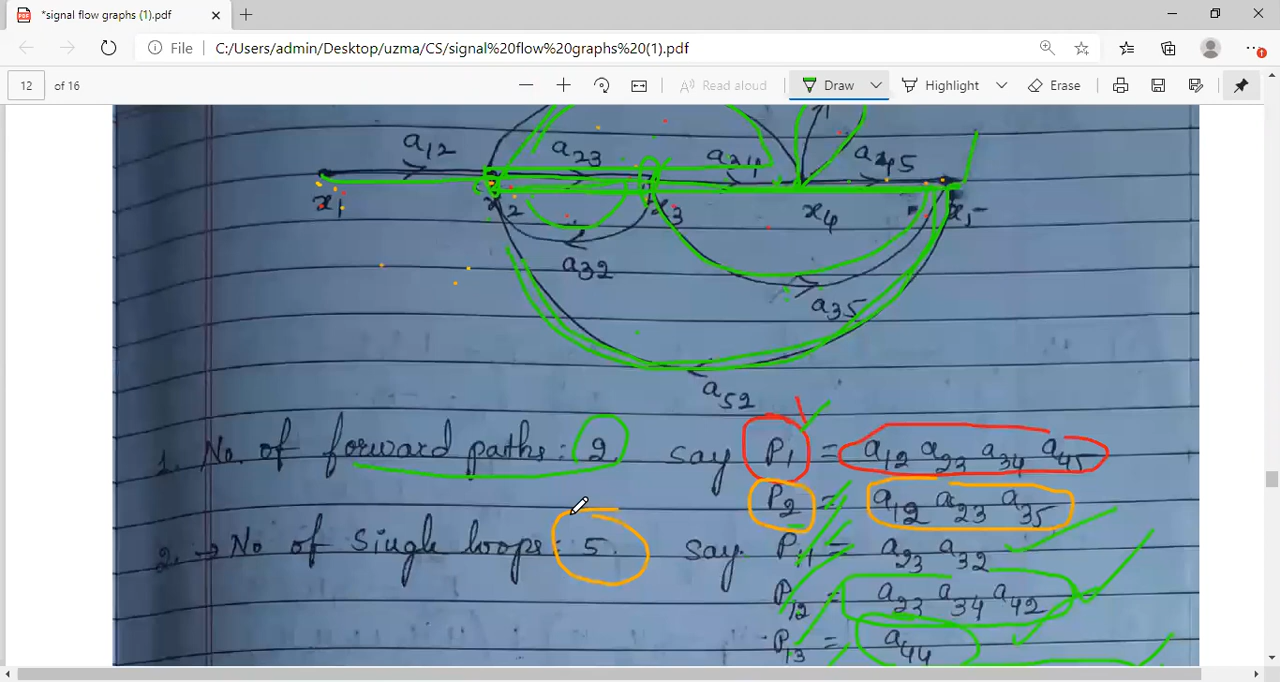 *signal flow graphs (1).pdf
File C:/Users/admin/Desktop/uzma/CS/signal%20flow%20graphs%20(1).pdf
12 of 16 Read aloud Draw Highlight Erase
a12 a23 a34 a45
x1 x2 x3 x4 x5
a32
a35
a52
1. No. of forward paths : 2 say P1 = a12 a23 a34 a45
P2 = a12 a23 a35
2. → No of single loops : 5. say. P11 = a23 a32
P12 = a23 a34 a42
P13 = a44